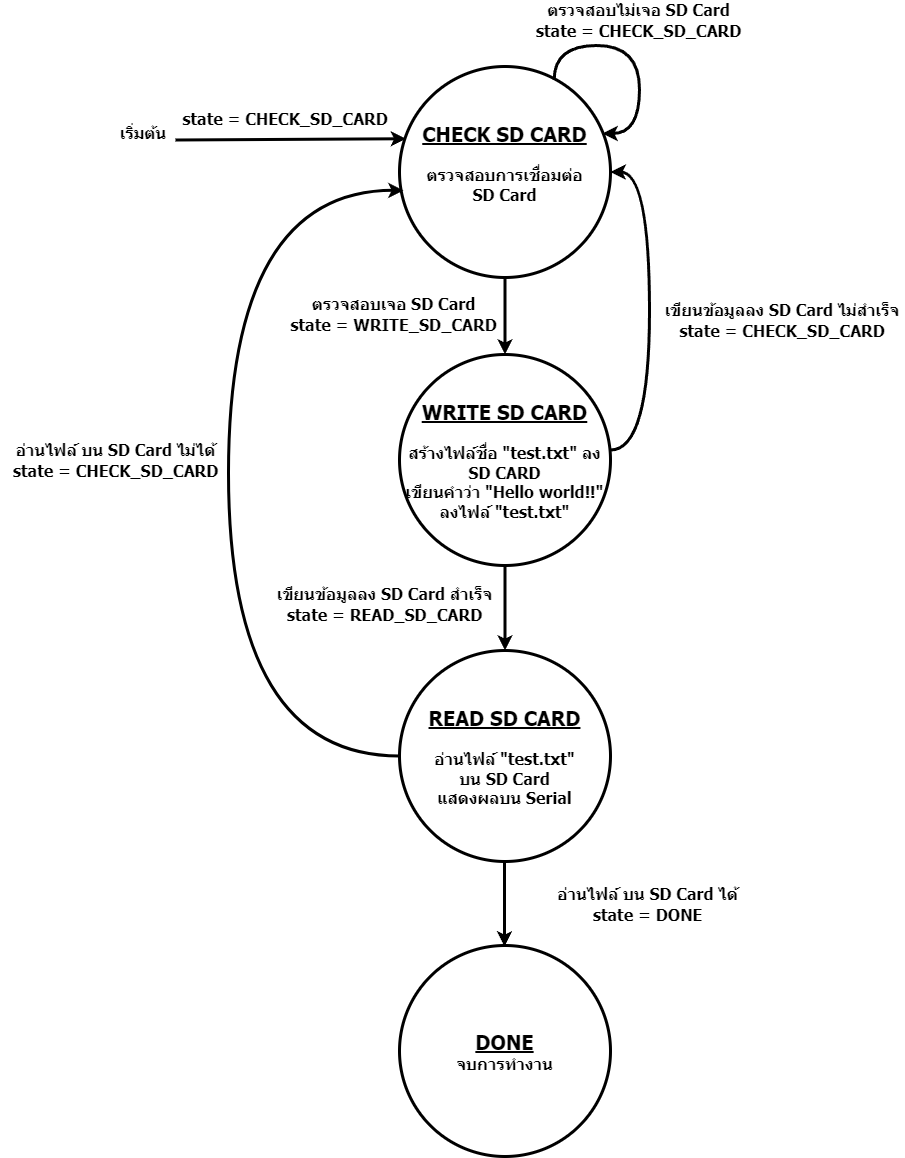 ตรวจสอบไม่เจอ SD Card
state = CHECK_SD_CARD
เริ่มต้น
state = CHECK_SD_CARD
CHECK SD CARD
ตรวจสอบการเชื่อมต่อ
SD Card
ตรวจสอบเจอ SD Card
state = WRITE_SD_CARD
เขียนข้อมูลลง SD Card ไม่สำเร็จ
state = CHECK_SD_CARD
WRITE SD CARD
สร้างไฟล์ชื่อ "test.txt" ลง
SD CARD
เขียนคำว่า "Hello world!!"
ลงไฟล์ "test.txt"
อ่านไฟล์ บน SD Card ไม่ได้
state = CHECK_SD_CARD
เขียนข้อมูลลง SD Card สำเร็จ
state = READ_SD_CARD
READ SD CARD
อ่านไฟล์ "test.txt"
บน SD Card
แสดงผลบน Serial
อ่านไฟล์ บน SD Card ได้
state = DONE
DONE
จบการทำงาน